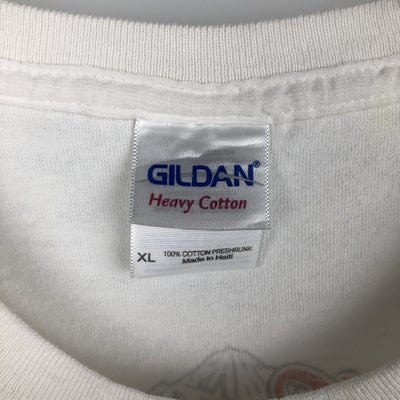 GILDAN®
Heavy Cotton
XL
100% COTTON PRESHRUNK
Made in Haiti